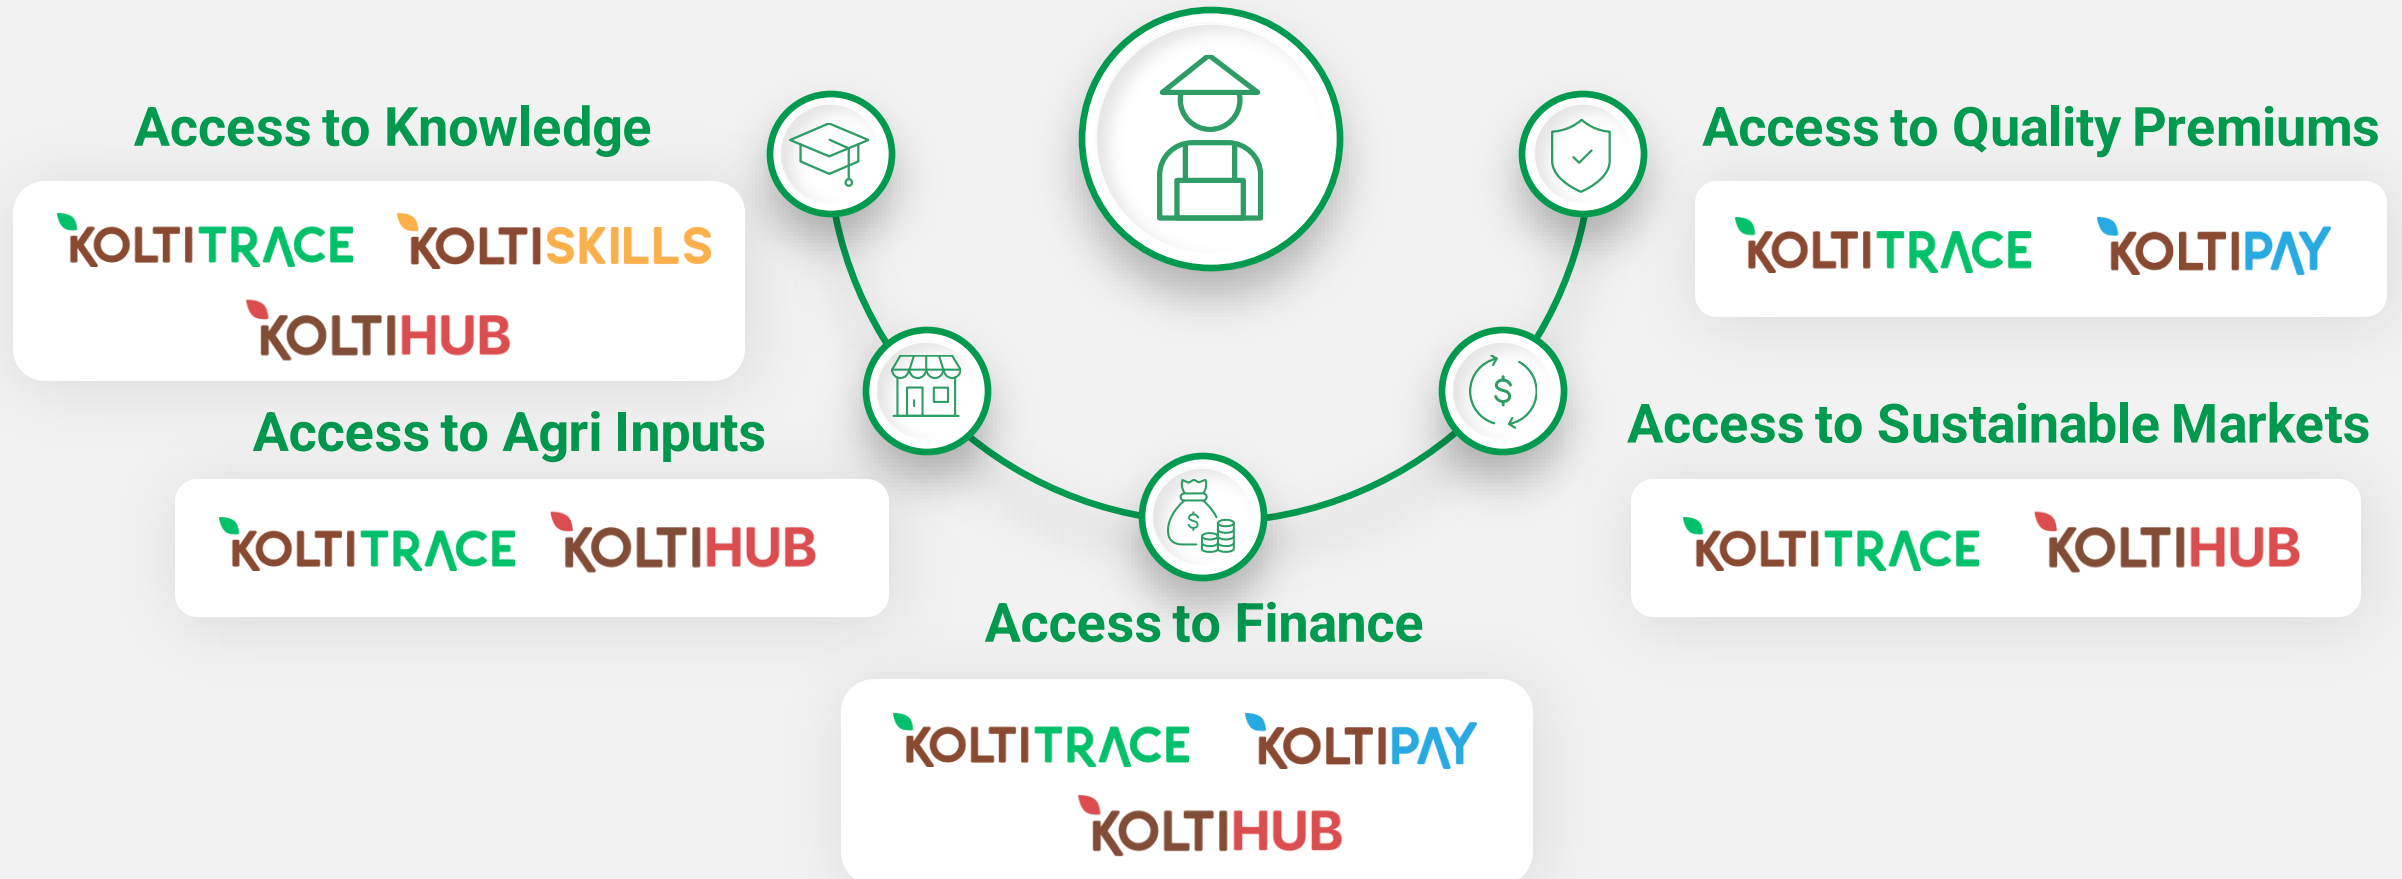 Access to Knowledge
KOLTITRACE KOLTISKILLS
KOLTIHUB
Access to Agri Inputs
KOLTITRACE KOLTIHUB
Access to Finance
KOLTITRACE KOLTIPAY
KOLTIHUB
Access to Sustainable Markets
KOLTITRACE KOLTIHUB
Access to Quality Premiums
KOLTITRACE KOLTIPAY
$
$